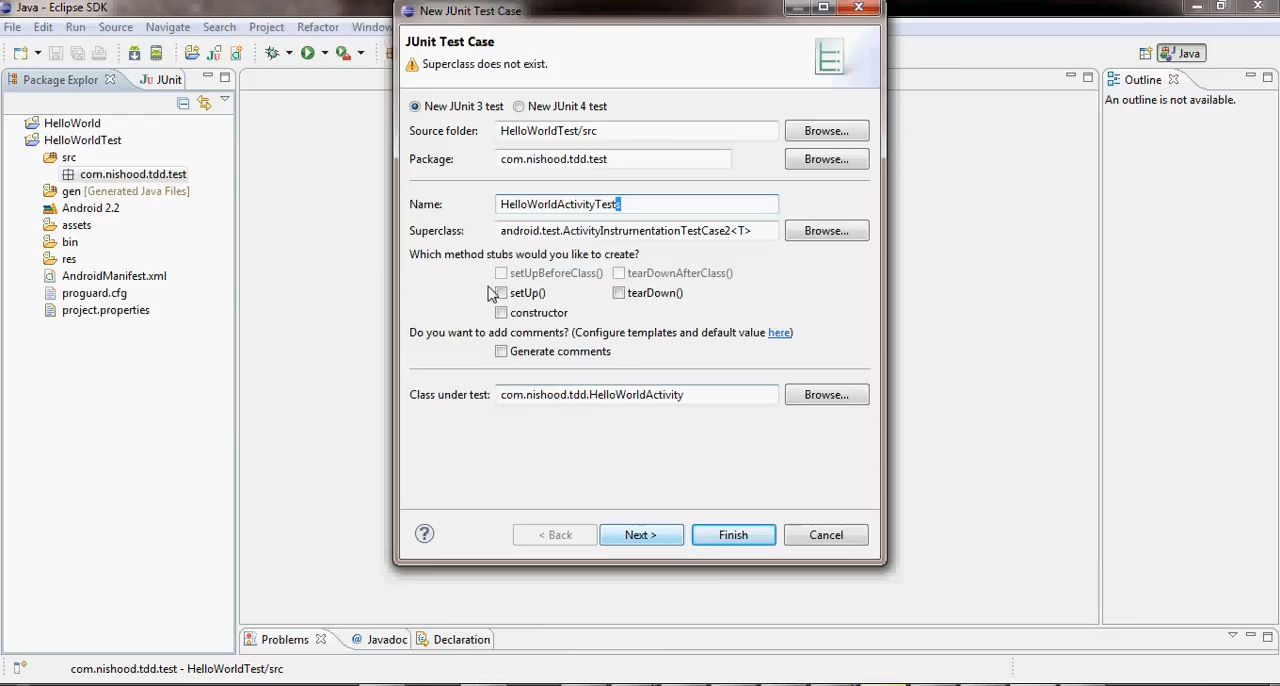 Java - Eclipse SDK
New JUnit Test Case
File Edit Run Source Navigate Search Project Refactor Window
JUnit Test Case
Superclass does not exist.
Java
Package Explor JUnit
Outline
An outline is not available.
New JUnit 3 test New JUnit 4 test
HelloWorld
Source folder: HelloWorldTest/src Browse...
HelloWorldTest
src
Package: com.nishood.tdd.test Browse...
com.nishood.tdd.test
gen [Generated Java Files]
Android 2.2
Name: HelloWorldActivityTests
assets
Superclass: android.test.ActivityInstrumentationTestCase2<T> Browse...
bin
Which method stubs would you like to create?
res
setUpBeforeClass() tearDownAfterClass()
AndroidManifest.xml
setUp() tearDown()
proguard.cfg
constructor
project.properties
Do you want to add comments? (Configure templates and default value here)
Generate comments
Class under test: com.nishood.tdd.HelloWorldActivity Browse...
? < Back Next > Finish Cancel
Problems @ Javadoc Declaration
com.nishood.tdd.test - HelloWorldTest/src